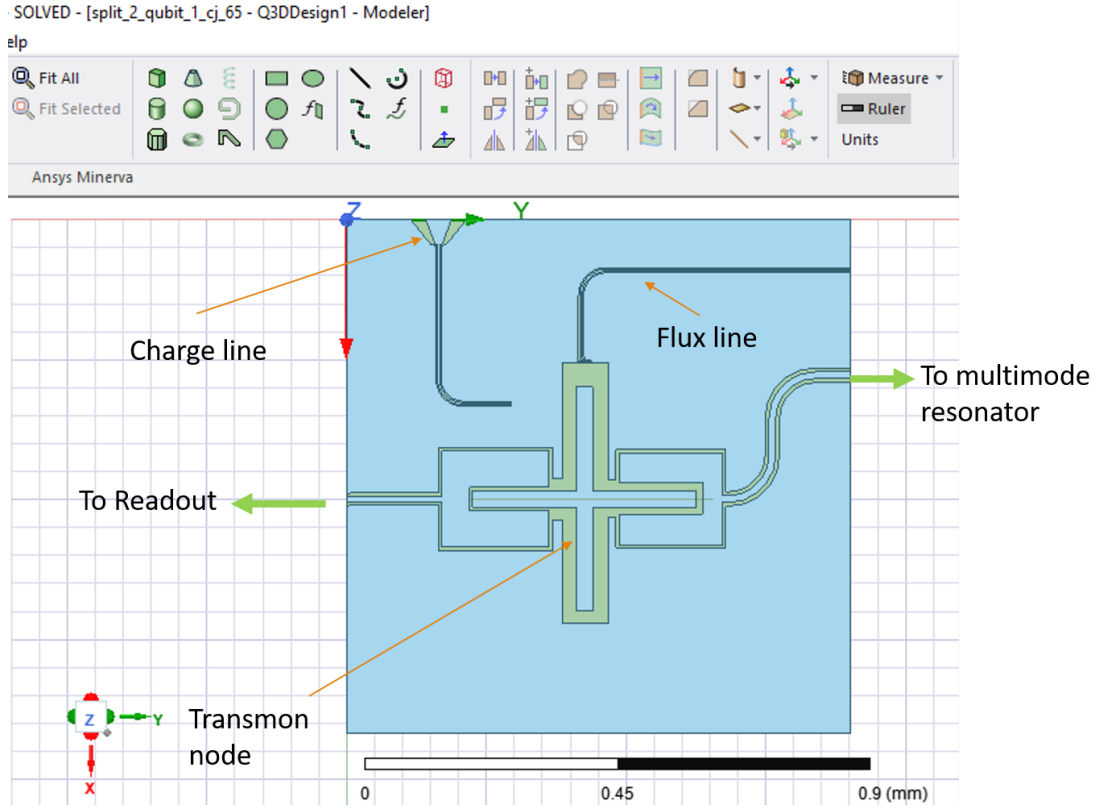 SOLVED - [split_2_qubit_1_cj_65 - Q3DDesign1 - Modeler]
elp
Fit All
Fit Selected
Measure
Ruler
Units
Ansys Minerva
Z
Y
Charge line
Flux line
To multimode
resonator
To Readout
Transmon
node
Z
Y
X
0
0.45
0.9 (mm)